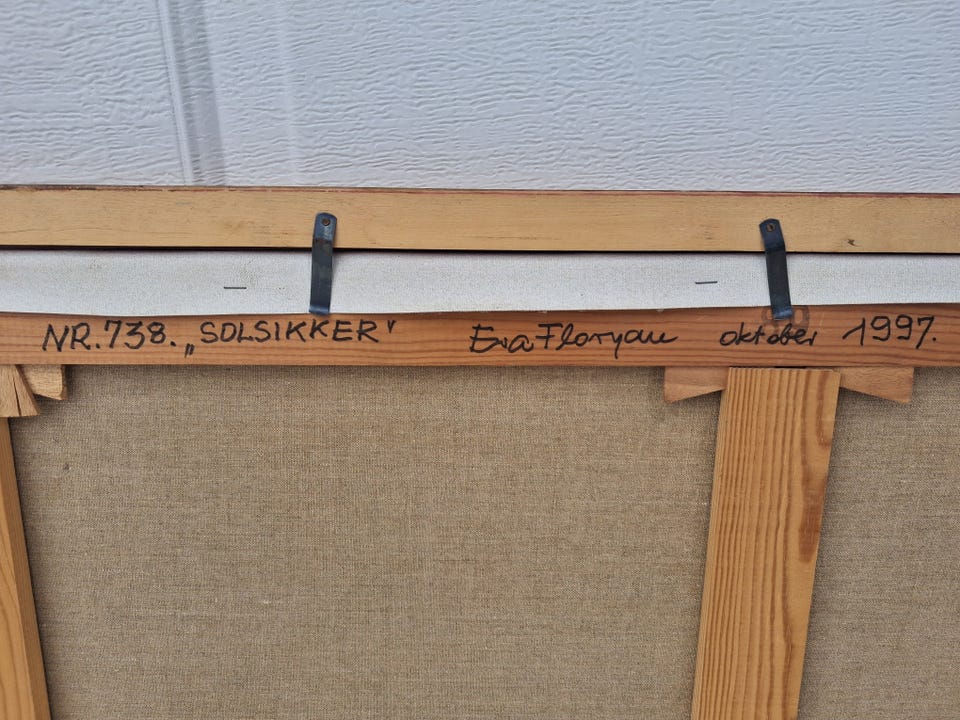 NR.738. „SOLSIKKER" Eva Floryan oktober 1997.